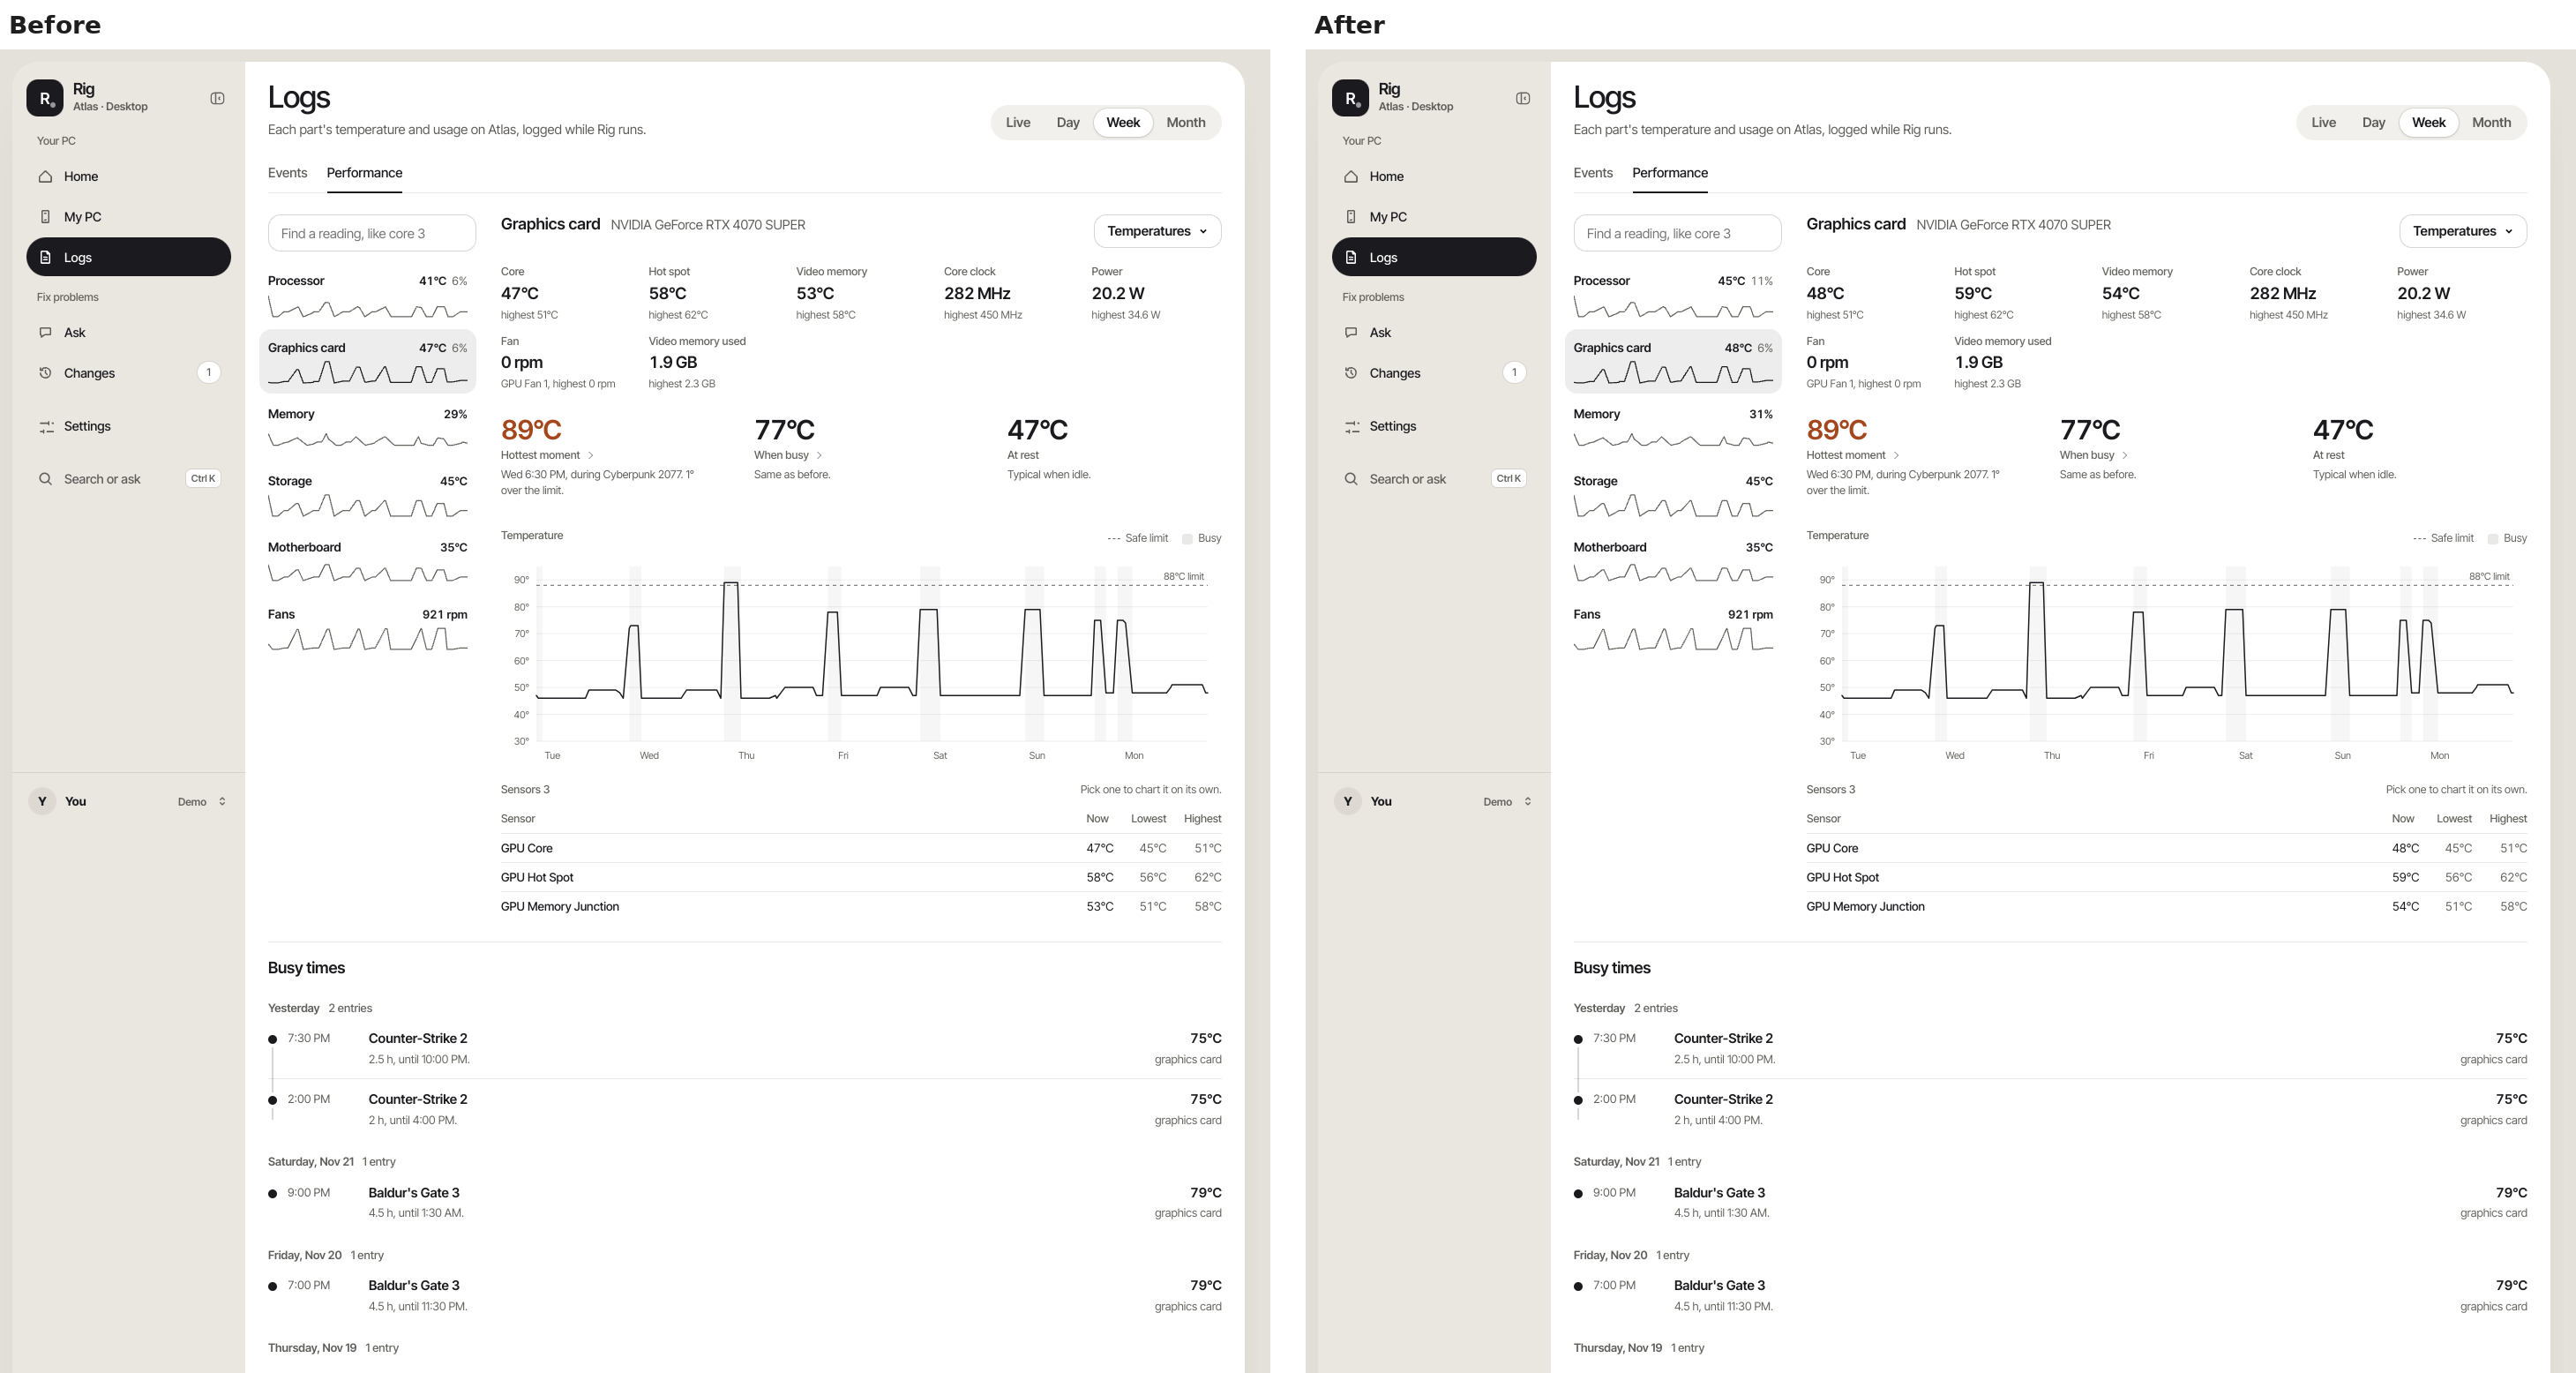 Before
Rig
Atlas · Desktop
R.
Your PC
Home
My PC
Logs
Fix problems
Ask
Changes 1
Settings
Search or ask Ctrl K
Y You Demo
Logs
Each part's temperature and usage on Atlas, logged while Rig runs.
Live Day Week Month
Events Performance
Find a reading, like core 3
Processor 41°C 6%
Graphics card 47°C 6%
Memory 29%
Storage 45°C
Motherboard 35°C
Fans 921 rpm
Graphics card NVIDIA GeForce RTX 4070 SUPER
Temperatures
Core Hot spot Video memory Core clock Power
47°C 58°C 53°C 282 MHz 20.2 W
highest 51°C highest 62°C highest 58°C highest 450 MHz highest 34.6 W
Fan Video memory used
0 rpm 1.9 GB
GPU Fan 1, highest 0 rpm highest 2.3 GB
89°C 77°C 47°C
Hottest moment When busy At rest
Wed 6:30 PM, during Cyberpunk 2077. 1° Same as before. Typical when idle.
over the limit.
Temperature --- Safe limit Busy
88°C limit
90°
80°
70°
60°
50°
40°
30°
Tue Wed Thu Fri Sat Sun Mon
Sensors 3 Pick one to chart it on its own.
Sensor Now Lowest Highest
GPU Core 47°C 45°C 51°C
GPU Hot Spot 58°C 56°C 62°C
GPU Memory Junction 53°C 51°C 58°C
Busy times
Yesterday 2 entries
7:30 PM Counter-Strike 2 75°C
2.5 h, until 10:00 PM. graphics card
2:00 PM Counter-Strike 2 75°C
2 h, until 4:00 PM. graphics card
Saturday, Nov 21 1 entry
9:00 PM Baldur's Gate 3 79°C
4.5 h, until 1:30 AM. graphics card
Friday, Nov 20 1 entry
7:00 PM Baldur's Gate 3 79°C
4.5 h, until 11:30 PM. graphics card
Thursday, Nov 19 1 entry
After
Rig
Atlas · Desktop
R.
Your PC
Home
My PC
Logs
Fix problems
Ask
Changes 1
Settings
Search or ask Ctrl K
Y You Demo
Logs
Each part's temperature and usage on Atlas, logged while Rig runs.
Live Day Week Month
Events Performance
Find a reading, like core 3
Processor 45°C 11%
Graphics card 48°C 6%
Memory 31%
Storage 45°C
Motherboard 35°C
Fans 921 rpm
Graphics card NVIDIA GeForce RTX 4070 SUPER
Temperatures
Core Hot spot Video memory Core clock Power
48°C 59°C 54°C 282 MHz 20.2 W
highest 51°C highest 62°C highest 58°C highest 450 MHz highest 34.6 W
Fan Video memory used
0 rpm 1.9 GB
GPU Fan 1, highest 0 rpm highest 2.3 GB
89°C 77°C 47°C
Hottest moment When busy At rest
Wed 6:30 PM, during Cyberpunk 2077. 1° Same as before. Typical when idle.
over the limit.
Temperature --- Safe limit Busy
88°C limit
90°
80°
70°
60°
50°
40°
30°
Tue Wed Thu Fri Sat Sun Mon
Sensors 3 Pick one to chart it on its own.
Sensor Now Lowest Highest
GPU Core 48°C 45°C 51°C
GPU Hot Spot 59°C 56°C 62°C
GPU Memory Junction 54°C 51°C 58°C
Busy times
Yesterday 2 entries
7:30 PM Counter-Strike 2 75°C
2.5 h, until 10:00 PM. graphics card
2:00 PM Counter-Strike 2 75°C
2 h, until 4:00 PM. graphics card
Saturday, Nov 21 1 entry
9:00 PM Baldur's Gate 3 79°C
4.5 h, until 1:30 AM. graphics card
Friday, Nov 20 1 entry
7:00 PM Baldur's Gate 3 79°C
4.5 h, until 11:30 PM. graphics card
Thursday, Nov 19 1 entry